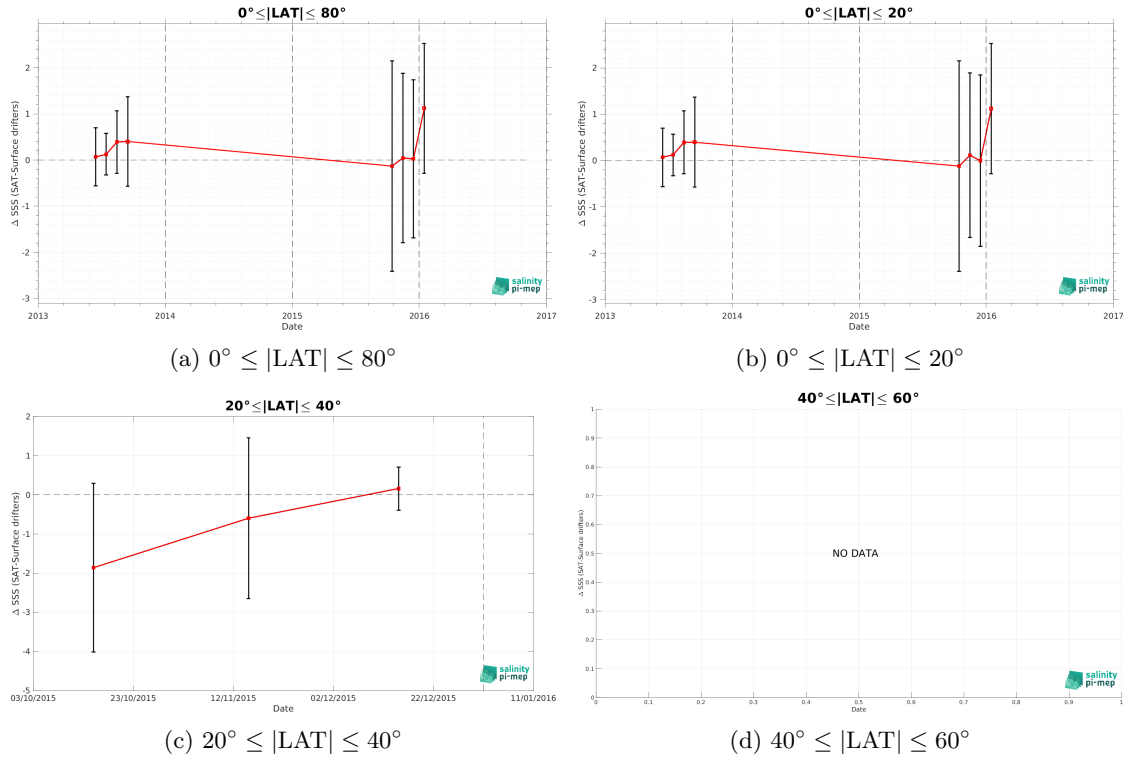 0°≤|LAT|≤ 80°
Δ SSS (SAT-Surface drifters)
2
1
0
-1
-2
-3
2013 2014 2015 2016 2017
Date
salinity
pi-mep
(a) 0° ≤ |LAT| ≤ 80°
0°≤|LAT|≤ 20°
Δ SSS (SAT-Surface drifters)
2
1
0
-1
-2
-3
2013 2014 2015 2016 2017
Date
salinity
pi-mep
(b) 0° ≤ |LAT| ≤ 20°
20°≤|LAT|≤ 40°
Δ SSS (SAT-Surface drifters)
2
1
0
-1
-2
-3
-4
-5
03/10/2015 23/10/2015 12/11/2015 02/12/2015 22/12/2015 11/01/2016
Date
salinity
pi-mep
(c) 20° ≤ |LAT| ≤ 40°
40°≤|LAT|≤ 60°
Δ SSS (SAT-Surface drifters)
1
0.9
0.8
0.7
0.6
0.5
0.4
0.3
0.2
0.1
0
NO DATA
0 0.1 0.2 0.3 0.4 0.5 0.6 0.7 0.8 0.9 1
Date
salinity
pi-mep
(d) 40° ≤ |LAT| ≤ 60°